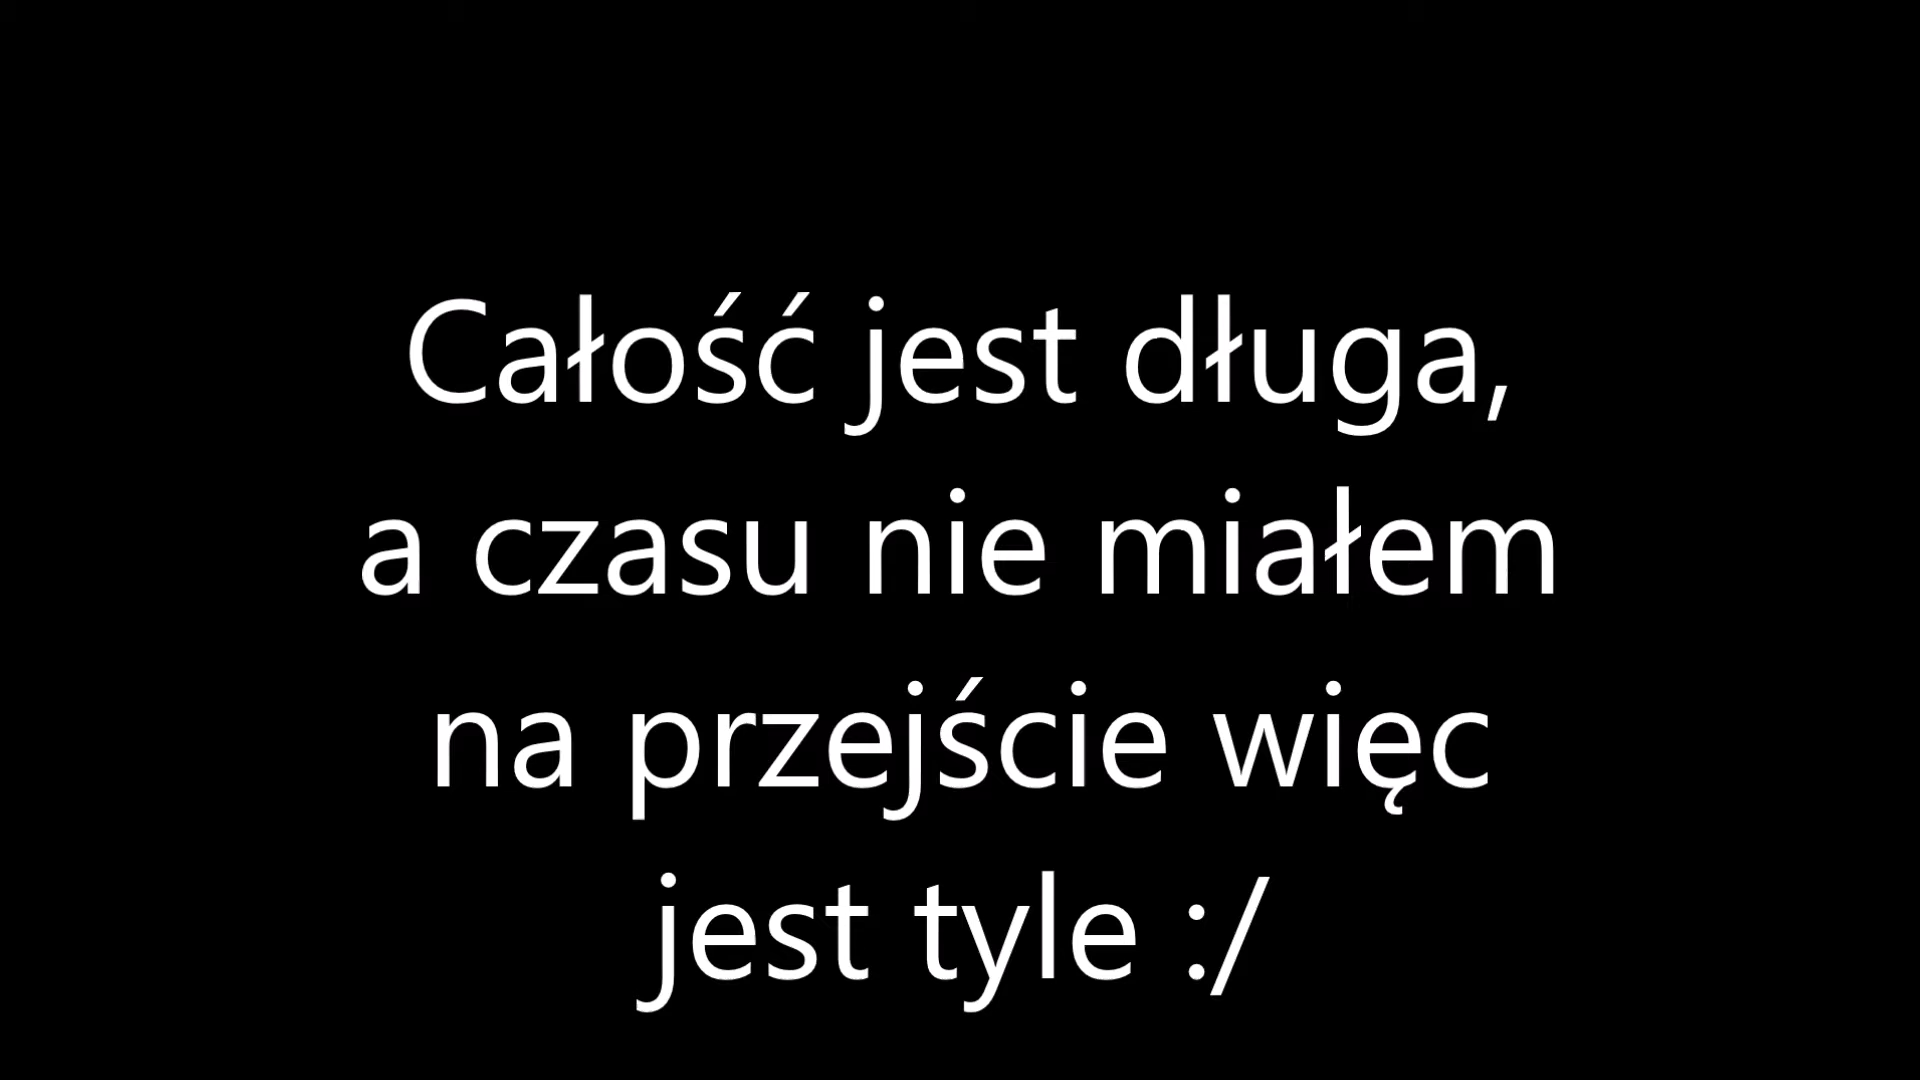 Całość jest długa,
a czasu nie miałem
na przejście więc
jest tyle :/